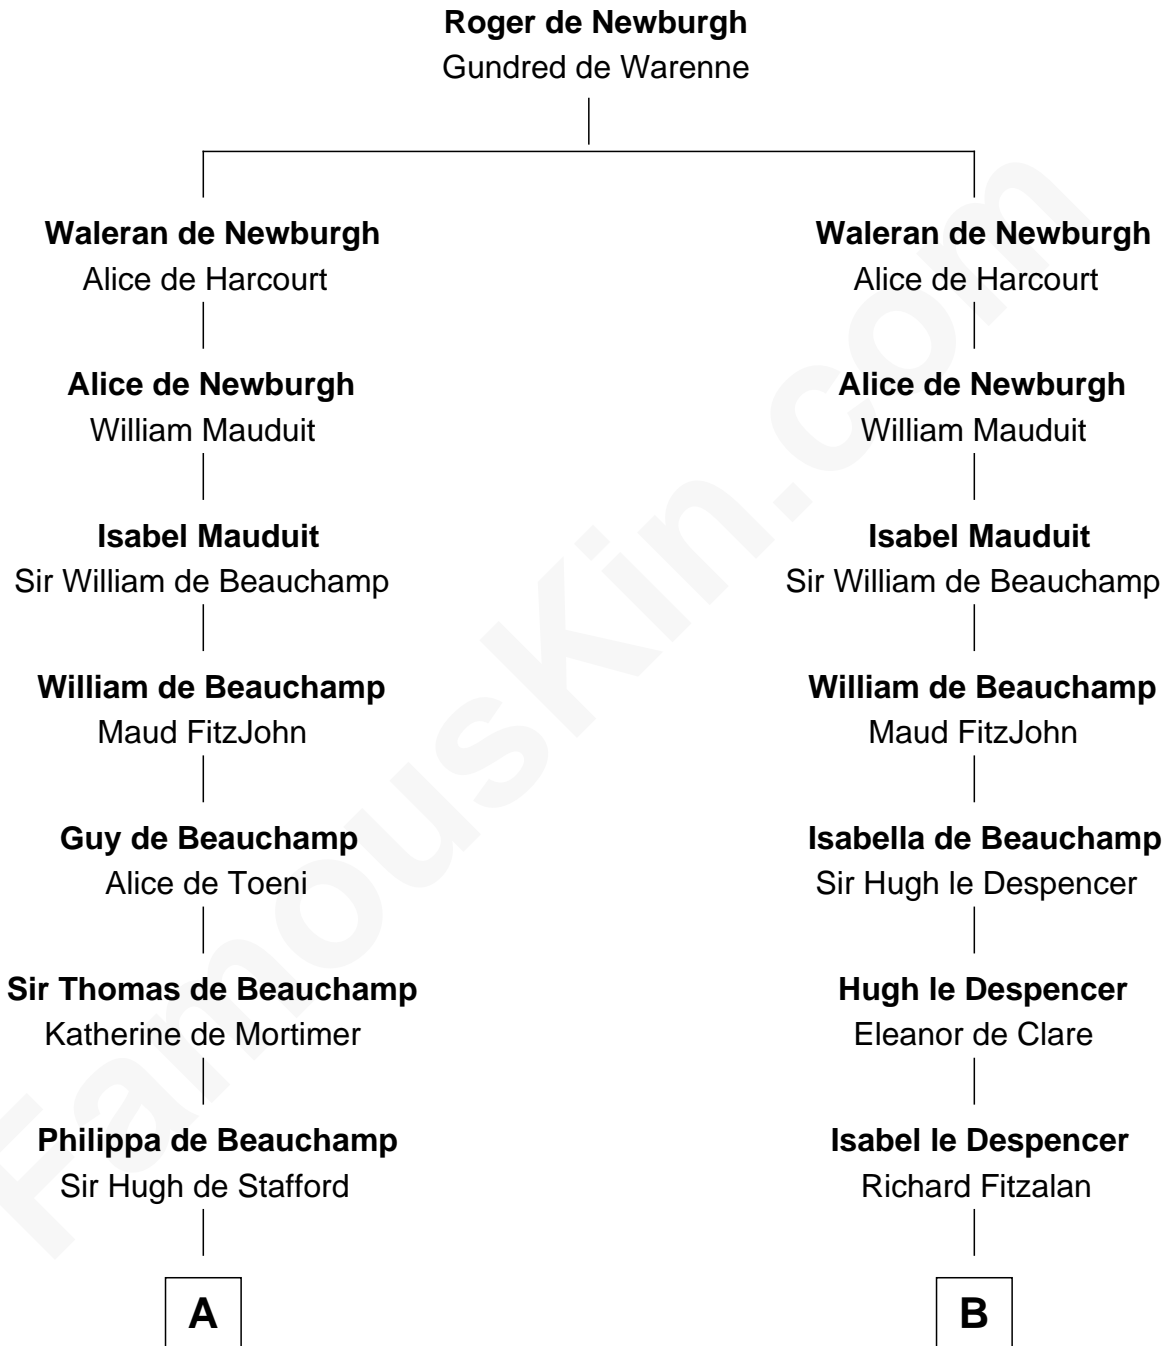 Roger de Newburgh
Gundred de Warenne
Waleran de Newburgh
Alice de Harcourt
Alice de Newburgh
William Mauduit
Isabel Mauduit
Sir William de Beauchamp
William de Beauchamp
Maud FitzJohn
Guy de Beauchamp
Alice de Toeni
Sir Thomas de Beauchamp
Katherine de Mortimer
Philippa de Beauchamp
Sir Hugh de Stafford
A
Waleran de Newburgh
Alice de Harcourt
Alice de Newburgh
William Mauduit
Isabel Mauduit
Sir William de Beauchamp
William de Beauchamp
Maud FitzJohn
Isabella de Beauchamp
Sir Hugh le Despencer
Hugh le Despencer
Eleanor de Clare
Isabel le Despencer
Richard Fitzalan
B
FamousKin.com